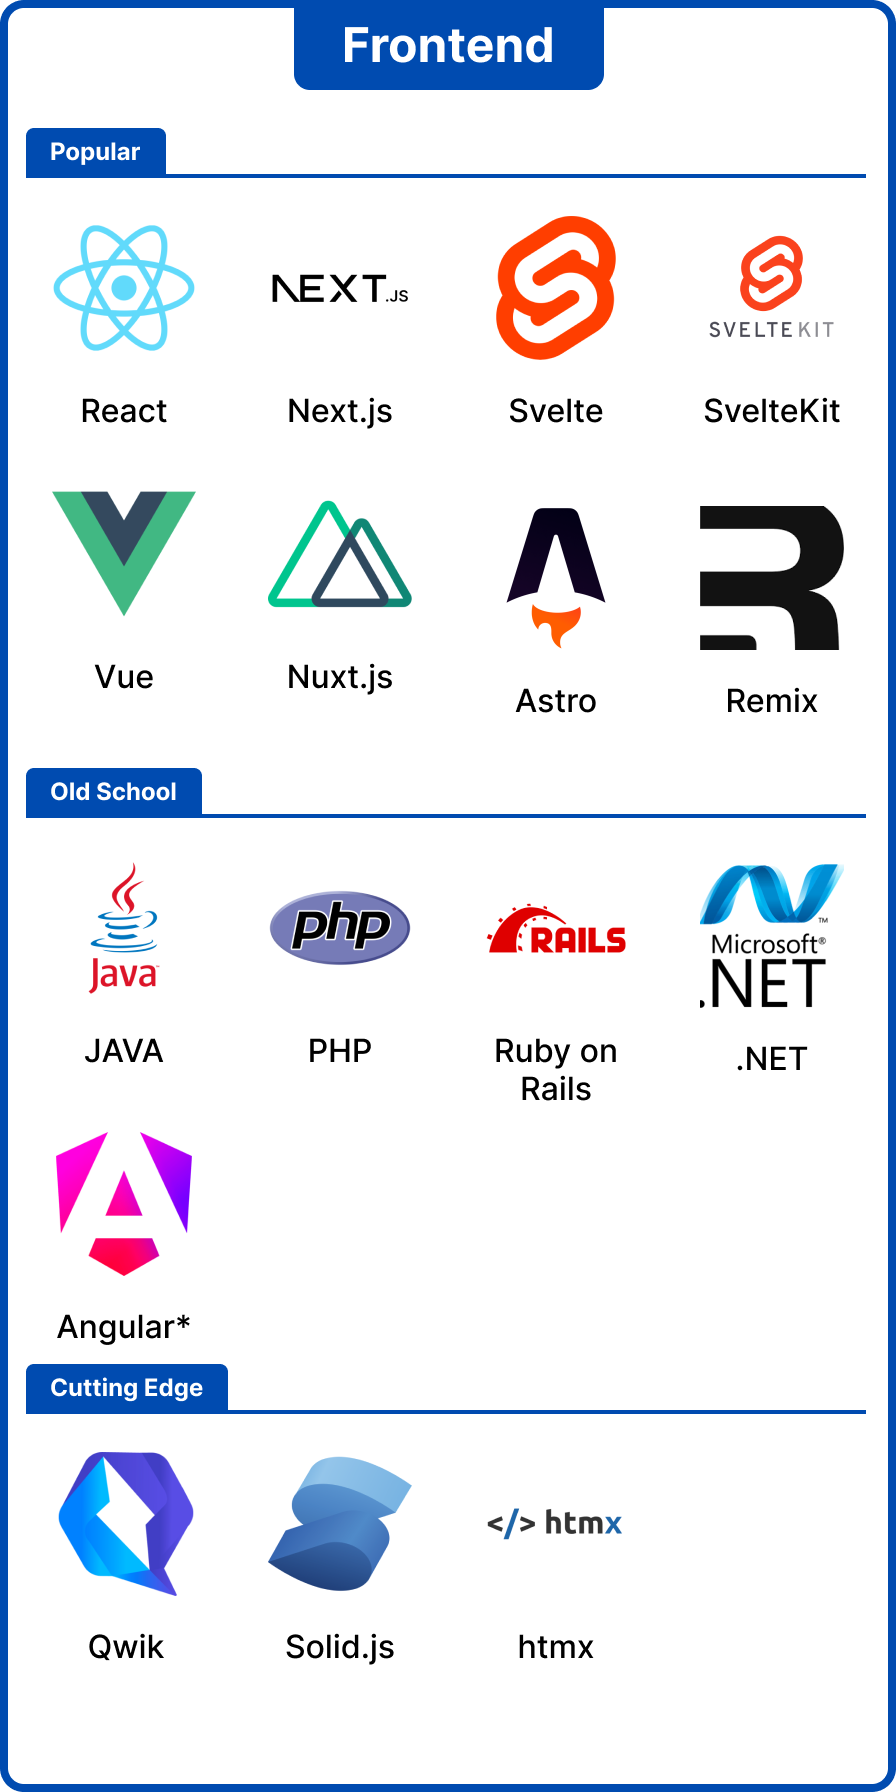 Frontend
Popular
NEXT.JS
SVELTEKIT
React Next.js Svelte SvelteKit
Vue Nuxt.js
Astro Remix
Old School
Java
php
RAILS
TM
Microsoft®
.NET
JAVA PHP Ruby on
Rails
.NET
Angular*
Cutting Edge
</> htmx
Qwik Solid.js htmx